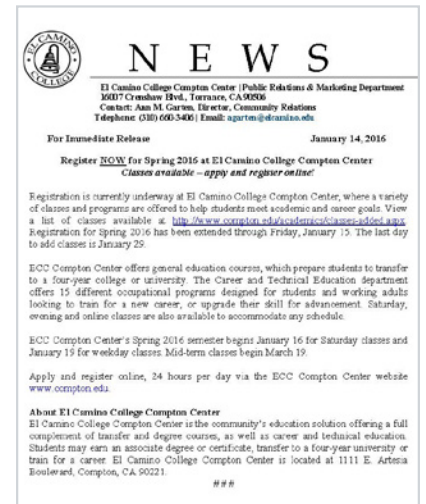 EL CAMINO
COLLEGE
NEWS
El Camino College Compton Center | Public Relations & Marketing Department
16007 Crenshaw Blvd., Torrance, CA 90506
Contact: Ann M. Garten, Director, Community Relations
Telephone: (310) 660-3406 | Email: agarten@elcamino.edu
For Immediate Release January 14, 2016
Register NOW for Spring 2016 at El Camino College Compton Center
Classes available – apply and register online!
Registration is currently underway at El Camino College Compton Center, where a variety
of classes and programs are offered to help students meet academic and career goals. View
a list of classes available at http://www.compton.edu/academics/classes-added.aspx.
Registration for Spring 2016 has been extended through Friday, January 15. The last day
to add classes is January 29.
ECC Compton Center offers general education courses, which prepare students to transfer
to a four-year college or university. The Career and Technical Education department
offers 15 different occupational programs designed for students and working adults
looking to train for a new career, or upgrade their skill for advancement. Saturday,
evening and online classes are also available to accommodate any schedule.
ECC Compton Center's Spring 2016 semester begins January 16 for Saturday classes and
January 19 for weekday classes. Mid-term classes begin March 19.
Apply and register online, 24 hours per day via the ECC Compton Center website
www.compton.edu.
About El Camino College Compton Center
El Camino College Compton Center is the community's education solution offering a full
complement of transfer and degree courses, as well as career and technical education.
Students may earn an associate degree or certificate, transfer to a four-year university or
train for a career. El Camino College Compton Center is located at 1111 E. Artesia
Boulevard, Compton, CA 90221.
###